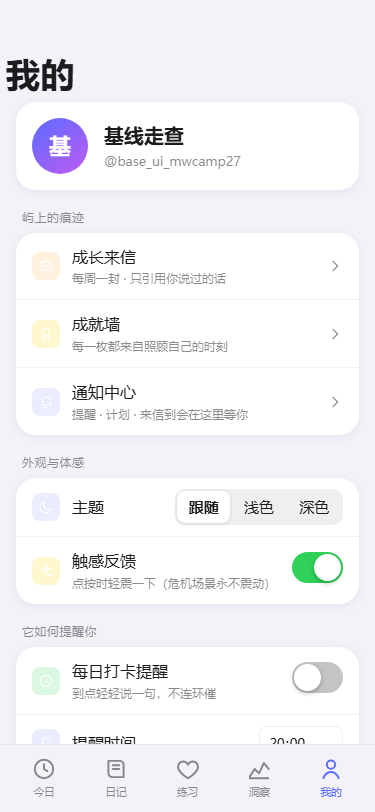 我的
基
基线走查
@base_ui_mwcamp27
屿上的痕迹
成长来信
每周一封 · 只引用你说过的话
成就墙
每一枚都来自照顾自己的时刻
通知中心
提醒 · 计划 · 来信到会在这里等你
外观与体感
主题
跟随 浅色 深色
触感反馈
点按时轻震一下（危机场景永不震动）
它如何提醒你
每日打卡提醒
到点轻轻说一句，不连环催
提醒时间 20:00
今日 日记 练习 洞察 我的